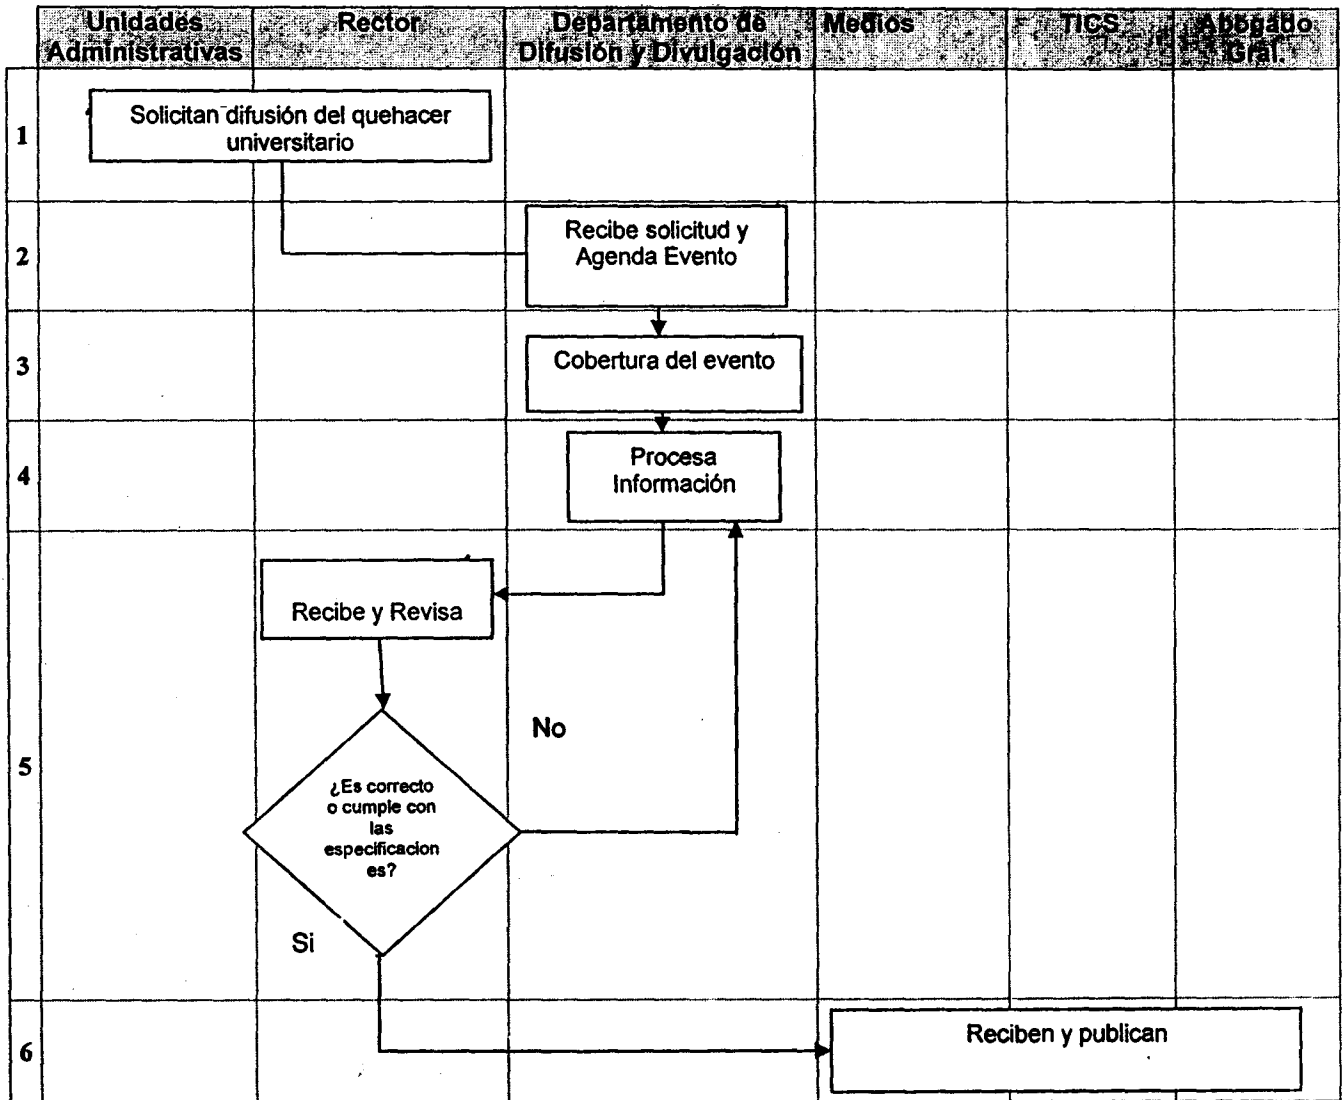 Unidades
Administrativas
Rector
Departamento de
Difusión y Divulgación
Medios
TICS
Abogado
Gral.
1
Solicitan difusión del quehacer
universitario
2
Recibe solicitud y
Agenda Evento
3
Cobertura del evento
4
Procesa
Información
5
Recibe y Revisa
No
¿Es correcto
o cumple con
las
especificacion
es?
Si
6
Reciben y publican